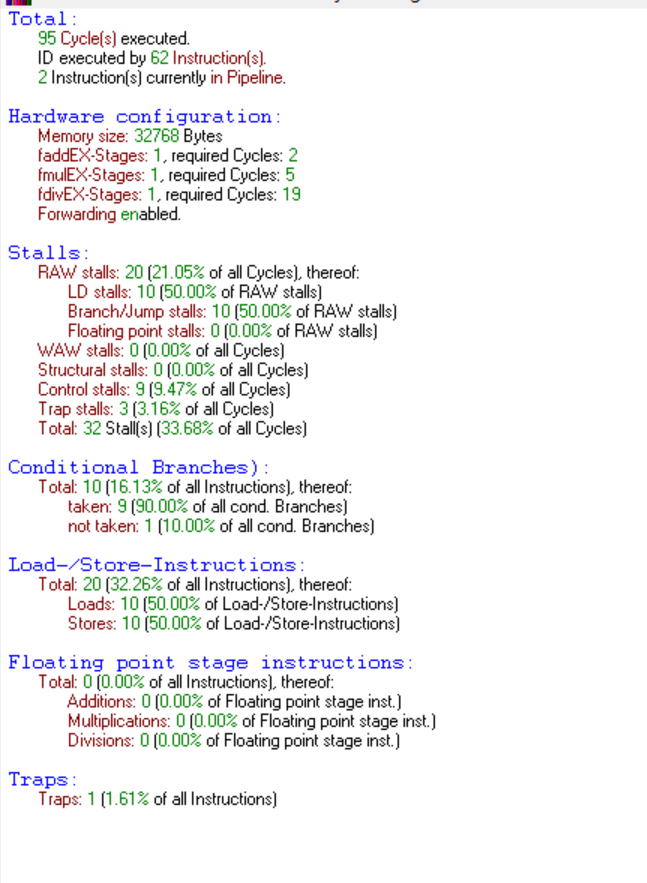 Total:
95 Cycle(s) executed.
ID executed by 62 Instruction(s).
2 Instruction(s) currently in Pipeline.
Hardware configuration:
Memory size: 32768 Bytes
faddEX-Stages: 1, required Cycles: 2
fmulEX-Stages: 1, required Cycles: 5
fdivEX-Stages: 1, required Cycles: 19
Forwarding enabled.
Stalls:
RAW stalls: 20 (21.05% of all Cycles), thereof:
LD stalls: 10 (50.00% of RAW stalls)
Branch/Jump stalls: 10 (50.00% of RAW stalls)
Floating point stalls: 0 (0.00% of RAW stalls)
WAW stalls: 0 (0.00% of all Cycles)
Structural stalls: 0 (0.00% of all Cycles)
Control stalls: 9 (9.47% of all Cycles)
Trap stalls: 3 (3.16% of all Cycles)
Total: 32 Stall(s) (33.68% of all Cycles)
Conditional Branches):
Total: 10 (16.13% of all Instructions), thereof:
taken: 9 (90.00% of all cond. Branches)
not taken: 1 (10.00% of all cond. Branches)
Load-/Store-Instructions:
Total: 20 (32.26% of all Instructions), thereof:
Loads: 10 (50.00% of Load-/Store-Instructions)
Stores: 10 (50.00% of Load-/Store-Instructions)
Floating point stage instructions:
Total: 0 (0.00% of all Instructions), thereof:
Additions: 0 (0.00% of Floating point stage inst.)
Multiplications: 0 (0.00% of Floating point stage inst.)
Divisions: 0 (0.00% of Floating point stage inst.)
Traps:
Traps: 1 (1.61% of all Instructions)